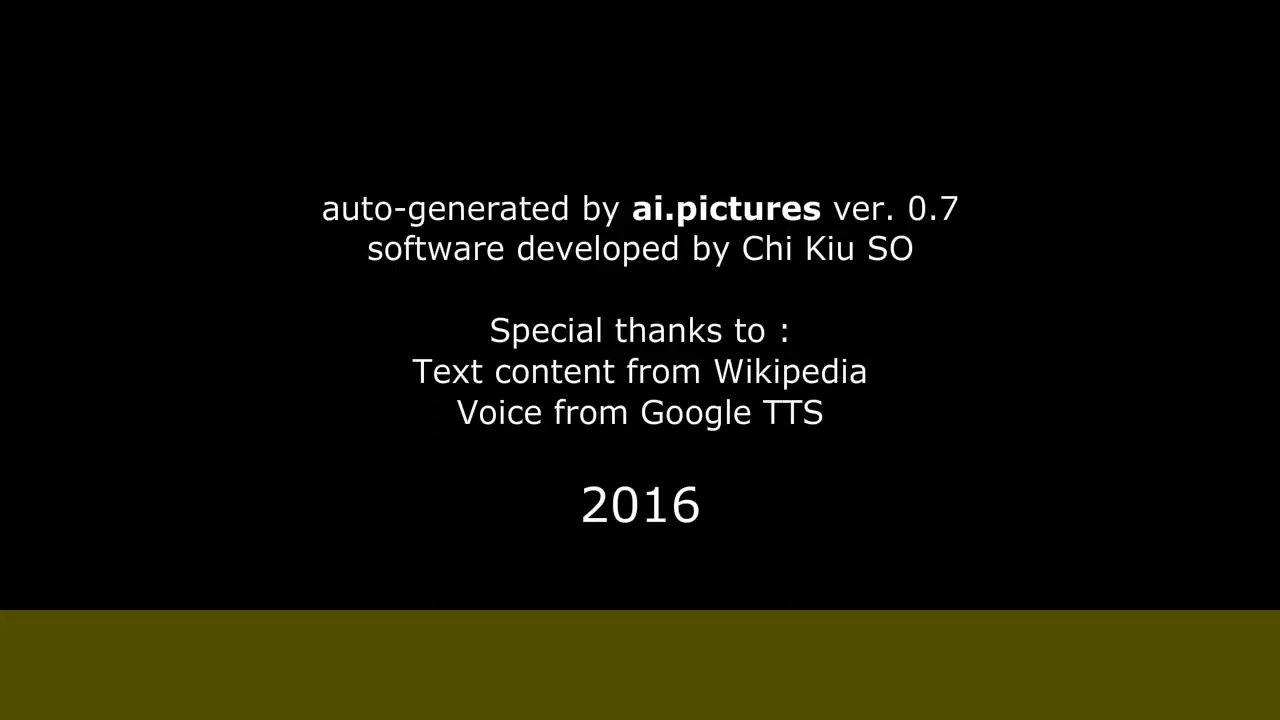 auto-generated by ai.pictures ver. 0.7
software developed by Chi Kiu SO
Special thanks to :
Text content from Wikipedia
Voice from Google TTS
2016